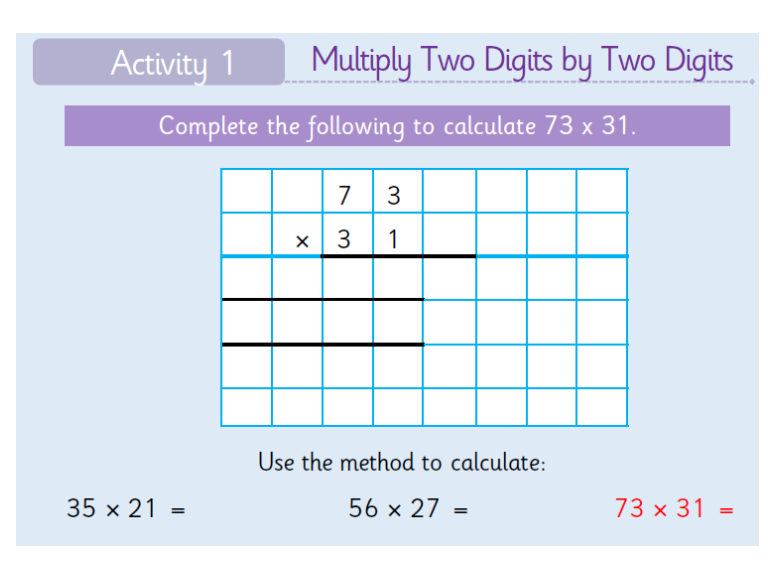 Activity 1
Multiply Two Digits by Two Digits
Complete the following to calculate 73 x 31.
7 3
× 3 1
Use the method to calculate:
35 × 21 = 56 × 27 = 73 × 31 =